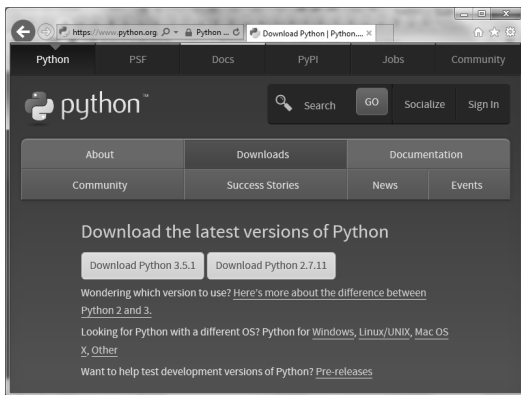 https://www.python.org
Python ...
Download Python | Pyth on....
Python
PSF
Docs
PyPI
Jobs
Community
python™
Search
GO
Socialize
Sign In
About
Downloads
Documentation
Community
Success Stories
News
Events
Download the latest versions of Python
Download Python 3.5.1
Download Python 2.7.11
Wondering which version to use? Here's more about the difference between
Python 2 and 3.
Looking for Python with a different OS? Python for Windows, Linux/UNIX, Mac OS
X, Other
Want to help test development versions of Python? Pre-releases